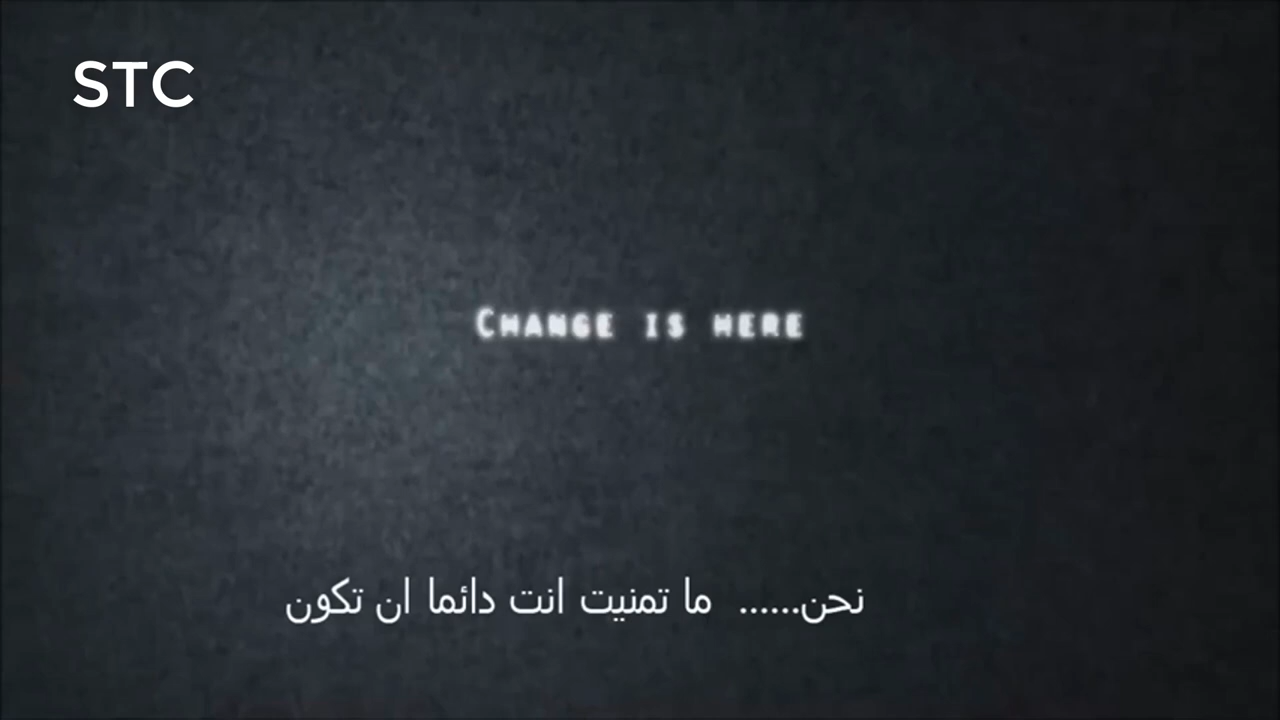 STC
CHANGE IS HERE
نحن...... ما تمنيت انت دائما ان تكون